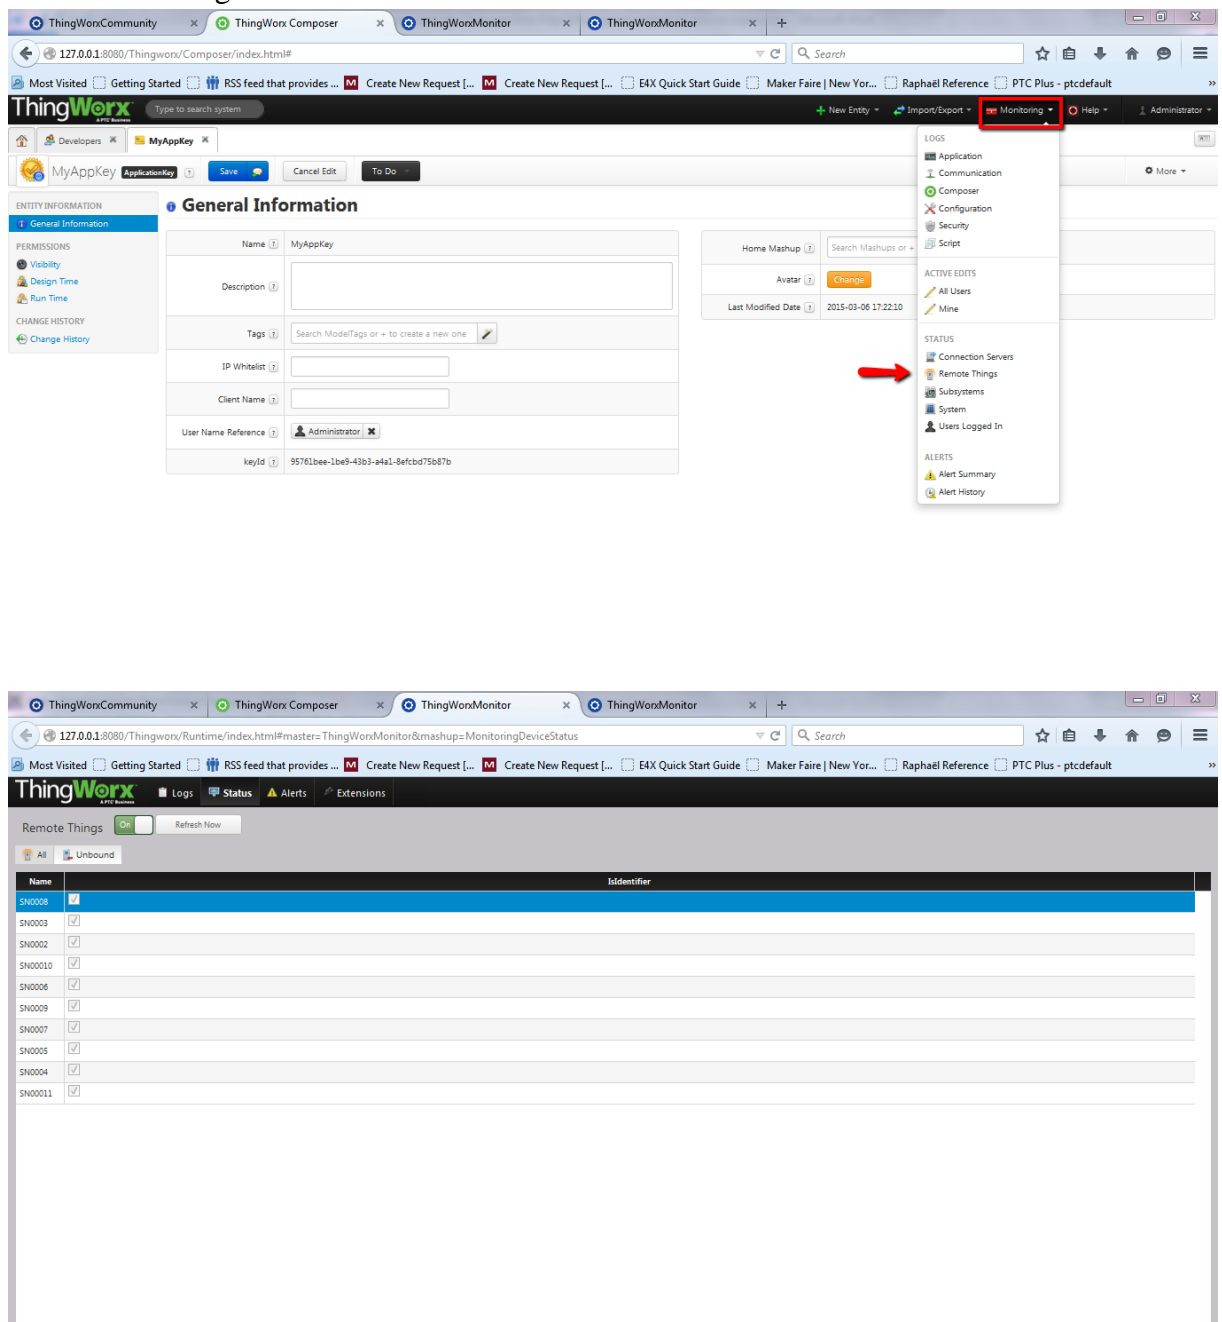 ThingWorxCommunity × ThingWorx Composer × ThingWorxMonitor × ThingWorxMonitor × +
127.0.0.1:8080/Thingworx/Composer/index.html# Search
Most Visited Getting Started RSS feed that provides ... M Create New Request [... M Create New Request [... E4X Quick Start Guide Maker Faire | New Yor... Raphaël Reference PTC Plus - ptcdefault »
ThingWorx Type to search system New Entity Import/Export Monitoring Help Administrator
A PTC Business
Developers MyAppKey
MyAppKey ApplicationKey Save Cancel Edit To Do More
ENTITY INFORMATION
General Information
PERMISSIONS
Visibility
Design Time
Run Time
CHANGE HISTORY
Change History
General Information
Name MyAppKey
Description
Tags Search ModelTags or + to create a new one
IP Whitelist
Client Name
User Name Reference Administrator
keyId 95761bee-1be9-43b3-a4a1-8efcbd75b87b
Home Mashup Search Mashups or +
Avatar Change
Last Modified Date 2015-03-06 17:22:10
LOGS
Application
Communication
Composer
Configuration
Security
Script
ACTIVE EDITS
All Users
Mine
STATUS
Connection Servers
Remote Things
Subsystems
System
Users Logged In
ALERTS
Alert Summary
Alert History
ThingWorxCommunity × ThingWorx Composer × ThingWorxMonitor × ThingWorxMonitor × +
127.0.0.1:8080/Thingworx/Runtime/index.html#master=ThingWorxMonitor&mashup=MonitoringDeviceStatus Search
Most Visited Getting Started RSS feed that provides ... M Create New Request [... M Create New Request [... E4X Quick Start Guide Maker Faire | New Yor... Raphaël Reference PTC Plus - ptcdefault »
ThingWorx Logs Status Alerts Extensions
A PTC Business
Remote Things On Refresh Now
All Unbound
Name IsIdentifier
SN0008
SN0003
SN0002
SN00010
SN0006
SN0009
SN0007
SN0005
SN0004
SN00011